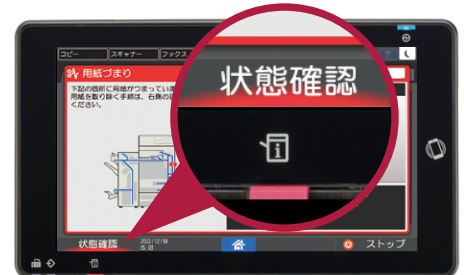 コピー
スキャナー
ファクス
?
用紙づまり
下記の個所に用紙がつまっていま
用紙を取り除く手順は、右側の
ください。
状態確認
状態確認
2022/12/18
15:03
ストップ